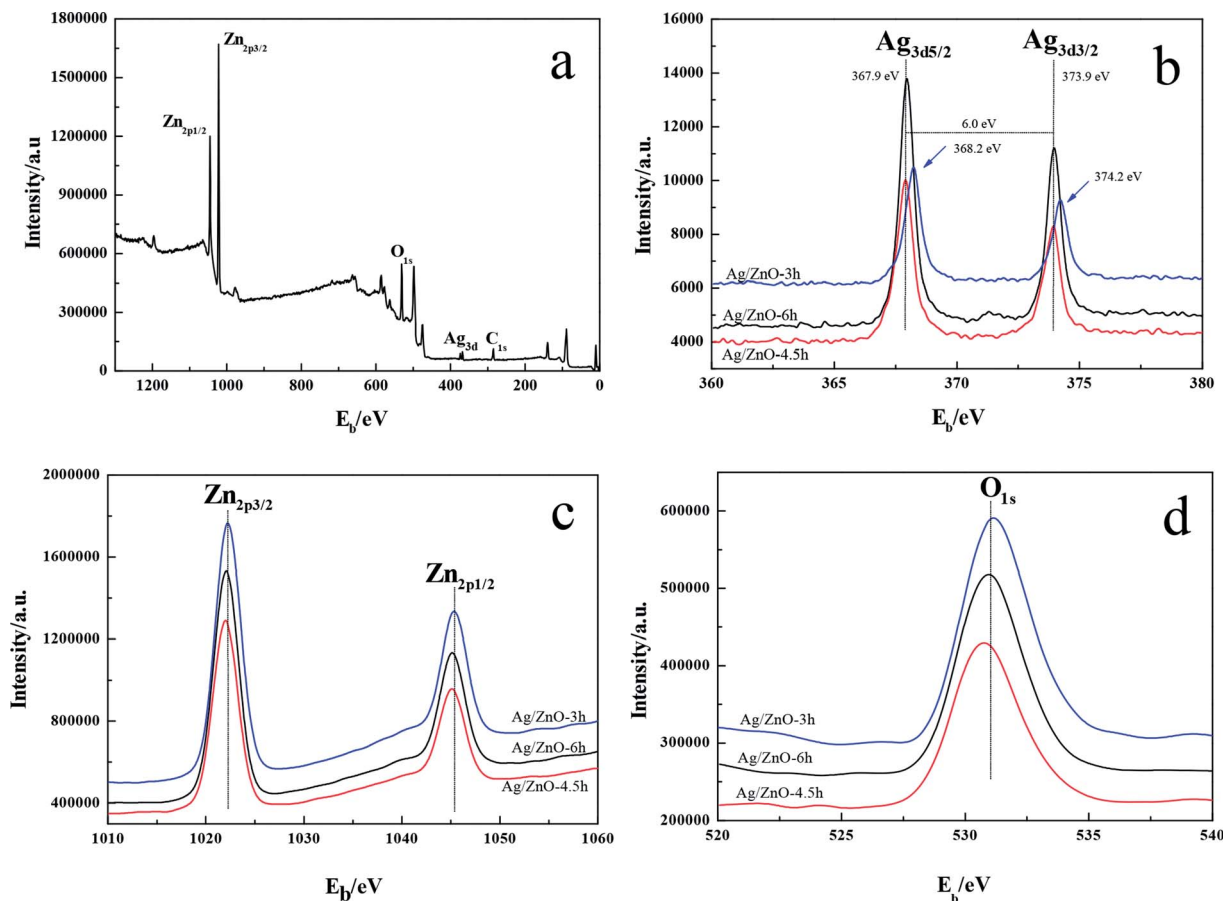 1800000
1500000
1200000
900000
600000
300000
0
Intensity/a.u
Zn2p3/2
Zn2p1/2
O1s
Ag3d
C1s
a
1200 1000 800 600 400 200 0
Eb/eV
16000
14000
12000
10000
8000
6000
4000
Intensity/a.u.
Ag3d5/2
Ag3d3/2
b
367.9 eV
373.9 eV
6.0 eV
368.2 eV
374.2 eV
Ag/ZnO-3h
Ag/ZnO-6h
Ag/ZnO-4.5h
360 365 370 375 380
Eb/eV
2000000
1600000
1200000
800000
400000
Intensity/a.u.
Zn2p3/2
Zn2p1/2
c
Ag/ZnO-3h
Ag/ZnO-6h
Ag/ZnO-4.5h
1010 1020 1030 1040 1050 1060
Eb/eV
600000
500000
400000
300000
200000
Intensity/a.u.
O1s
d
Ag/ZnO-3h
Ag/ZnO-6h
Ag/ZnO-4.5h
520 525 530 535 540
Eb/eV